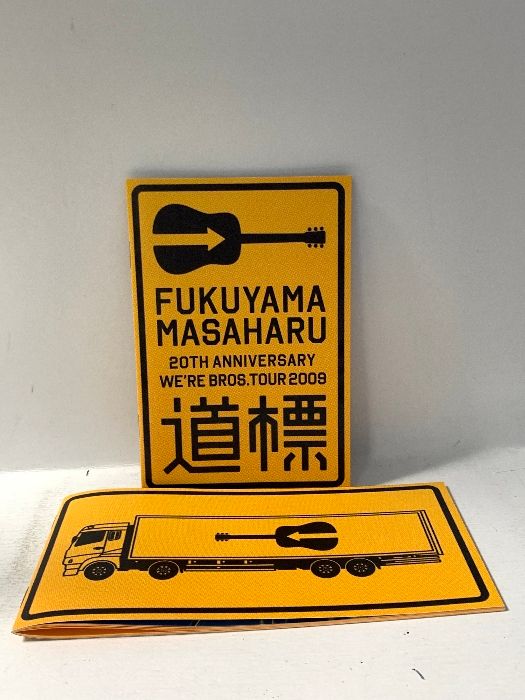 FUKUYAMA
MASAHARU
20TH ANNIVERSARY
WE'RE BROS.TOUR 2009
道標